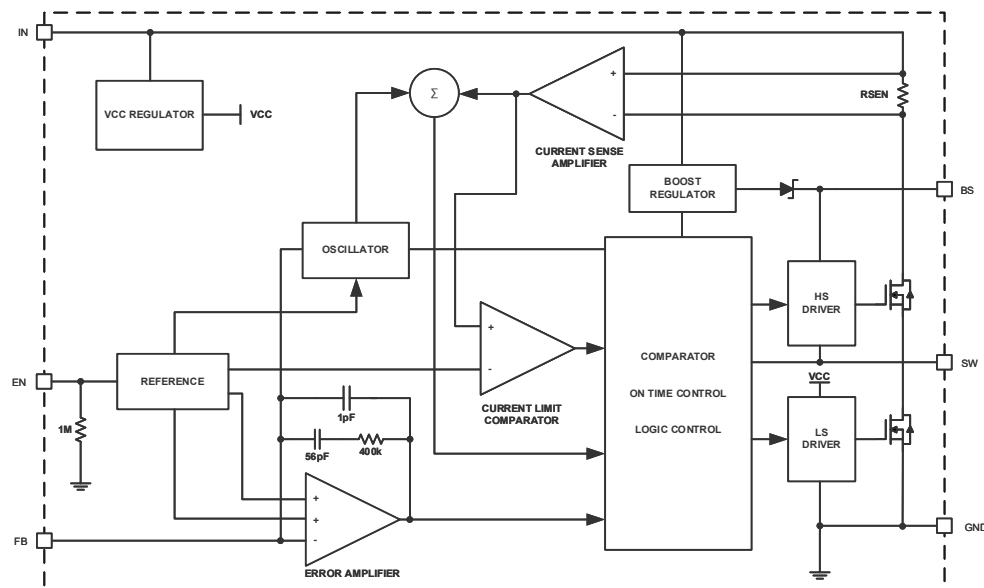 IN
VCC REGULATOR
VCC
Σ
+
-
CURRENT SENSE
AMPLIFIER
RSEN
BOOST
REGULATOR
BS
OSCILLATOR
HS
DRIVER
+
-
CURRENT LIMIT
COMPARATOR
COMPARATOR
ON TIME CONTROL
LOGIC CONTROL
SW
VCC
EN
REFERENCE
1M
1pF
56pF
400k
LS
DRIVER
+
+
-
ERROR AMPLIFIER
FB
GND